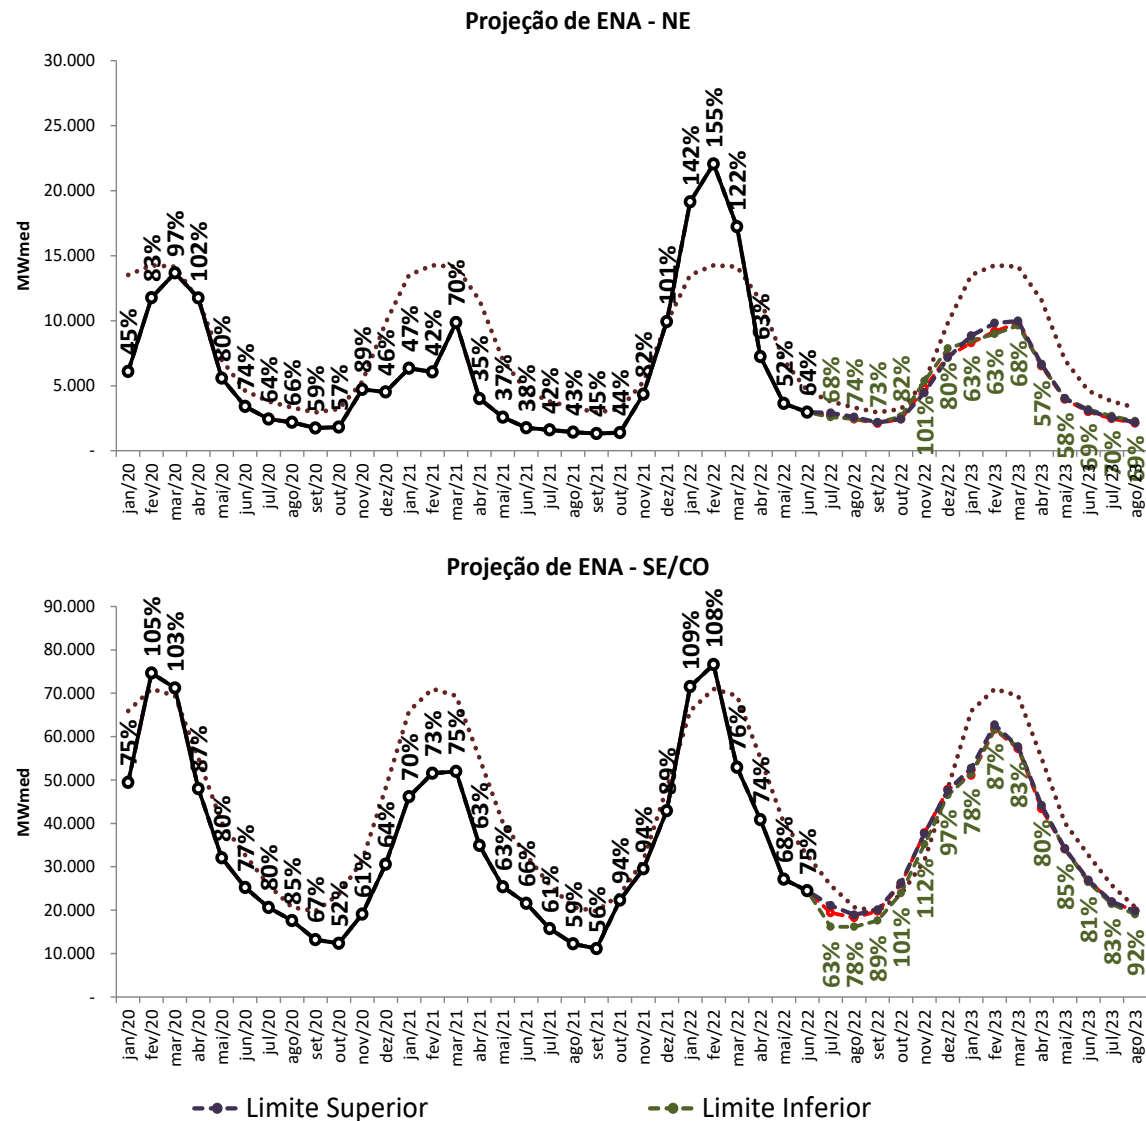 Projeção de ENA - NE
30.000
25.000
20.000
15.000
10.000
5.000
-
MWmed
45% 83% 97% 102% 80% 74% 64% 66% 59% 57% 89% 46% 47% 42% 70% 35% 37% 38% 42% 43% 45% 44% 82% 101% 142% 155% 122% 63% 52% 64% 68% 74% 73% 82% 101% 80% 63% 63% 68% 57% 58% 69% 70% 69%
jan/20 fev/20 mar/20 abr/20 mai/20 jun/20 jul/20 ago/20 set/20 out/20 nov/20 dez/20 jan/21 fev/21 mar/21 abr/21 mai/21 jun/21 jul/21 ago/21 set/21 out/21 nov/21 dez/21 jan/22 fev/22 mar/22 abr/22 mai/22 jun/22 jul/22 ago/22 set/22 out/22 nov/22 dez/22 jan/23 fev/23 mar/23 abr/23 mai/23 jun/23 jul/23 ago/23
Projeção de ENA - SE/CO
90.000
80.000
70.000
60.000
50.000
40.000
30.000
20.000
10.000
-
MWmed
75% 105% 103% 87% 80% 77% 80% 85% 67% 52% 61% 64% 70% 73% 75% 63% 63% 66% 61% 59% 56% 94% 94% 89% 109% 108% 76% 74% 68% 75% 63% 78% 89% 101% 112% 97% 78% 87% 83% 80% 85% 81% 83% 92%
jan/20 fev/20 mar/20 abr/20 mai/20 jun/20 jul/20 ago/20 set/20 out/20 nov/20 dez/20 jan/21 fev/21 mar/21 abr/21 mai/21 jun/21 jul/21 ago/21 set/21 out/21 nov/21 dez/21 jan/22 fev/22 mar/22 abr/22 mai/22 jun/22 jul/22 ago/22 set/22 out/22 nov/22 dez/22 jan/23 fev/23 mar/23 abr/23 mai/23 jun/23 jul/23 ago/23
Limite Superior Limite Inferior